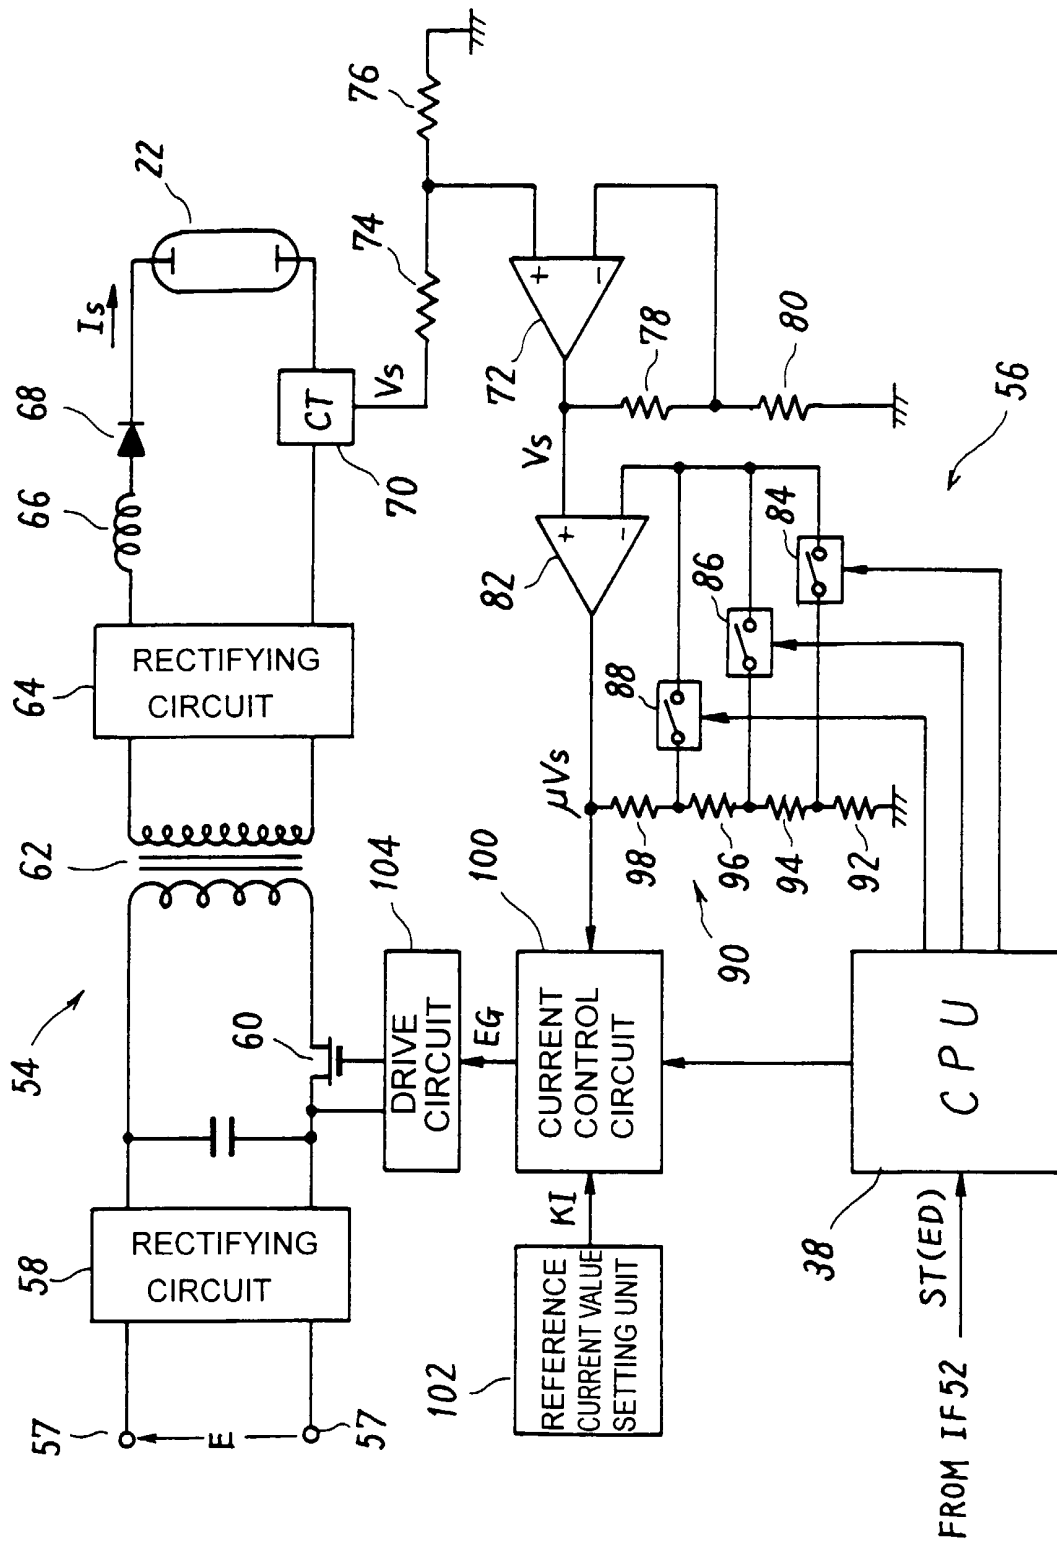 54
62
64
66
68
Is
22
57
E
57
58
RECTIFYING
CIRCUIT
60
RECTIFYING
CIRCUIT
CT
70
Vs
74
76
104
DRIVE
CIRCUIT
EG
100
CURRENT
CONTROL
CIRCUIT
KI
102
REFERENCE
CURRENT VALUE
SETTING UNIT
μVs
82
+
-
Vs
72
+
-
78
80
98
96
94
92
90
88
86
84
56
CPU
38
ST(ED)
FROM IF52